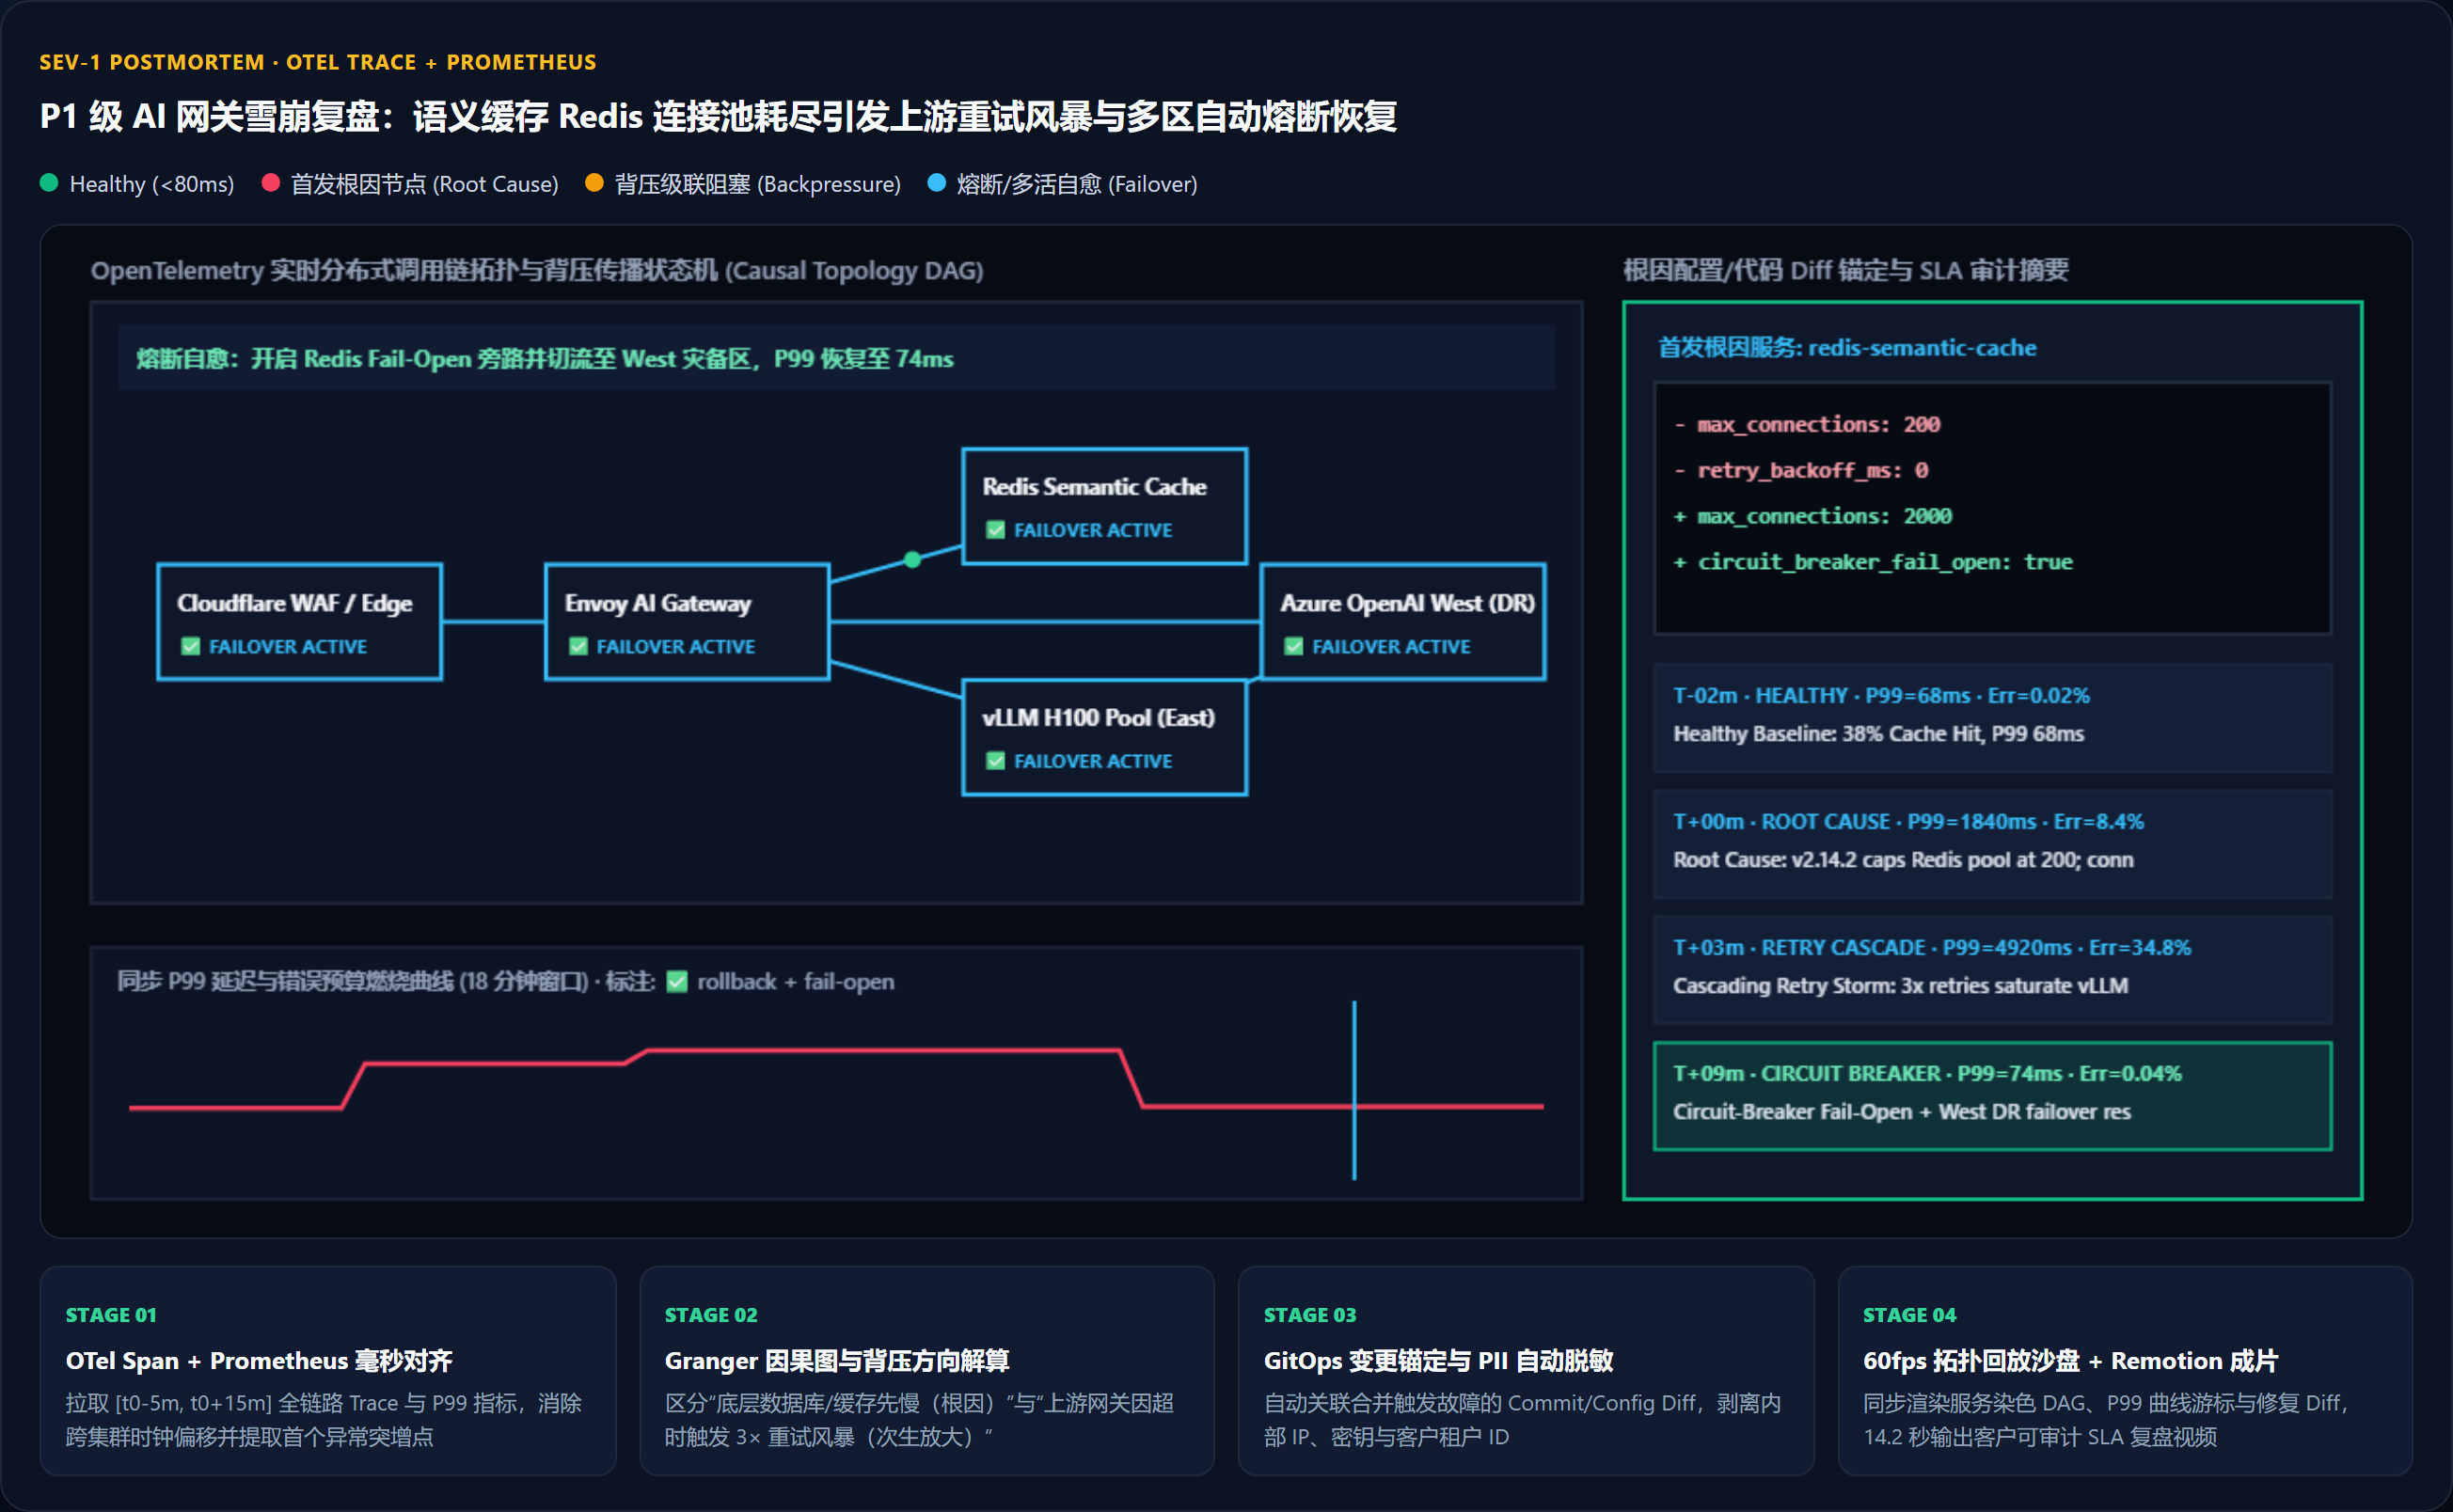 SEV-1 POSTMORTEM · OTEL TRACE + PROMETHEUS
P1 级 AI 网关雪崩复盘：语义缓存 Redis 连接池耗尽引发上游重试风暴与多区自动熔断恢复
Healthy (<80ms)
首发根因节点 (Root Cause)
背压级联阻塞 (Backpressure)
熔断/多活自愈 (Failover)
OpenTelemetry 实时分布式调用链拓扑与背压传播状态机 (Causal Topology DAG)
熔断自愈：开启 Redis Fail-Open 旁路并切流至 West 灾备区，P99 恢复至 74ms
Redis Semantic Cache
✅ FAILOVER ACTIVE
Cloudflare WAF / Edge
✅ FAILOVER ACTIVE
Envoy AI Gateway
✅ FAILOVER ACTIVE
Azure OpenAI West (DR)
✅ FAILOVER ACTIVE
vLLM H100 Pool (East)
✅ FAILOVER ACTIVE
同步 P99 延迟与错误预算燃烧曲线 (18 分钟窗口) · 标注: ✅ rollback + fail-open
根因配置/代码 Diff 锚定与 SLA 审计摘要
首发根因服务: redis-semantic-cache
- max_connections: 200
- retry_backoff_ms: 0
+ max_connections: 2000
+ circuit_breaker_fail_open: true
T-02m · HEALTHY · P99=68ms · Err=0.02%
Healthy Baseline: 38% Cache Hit, P99 68ms
T+00m · ROOT CAUSE · P99=1840ms · Err=8.4%
Root Cause: v2.14.2 caps Redis pool at 200; conn
T+03m · RETRY CASCADE · P99=4920ms · Err=34.8%
Cascading Retry Storm: 3x retries saturate vLLM
T+09m · CIRCUIT BREAKER · P99=74ms · Err=0.04%
Circuit-Breaker Fail-Open + West DR failover res
STAGE 01
OTel Span + Prometheus 毫秒对齐
拉取 [t0-5m, t0+15m] 全链路 Trace 与 P99 指标，消除
跨集群时钟偏移并提取首个异常突增点
STAGE 02
Granger 因果图与背压方向解算
区分“底层数据库/缓存先慢（根因）”与“上游网关因超
时触发 3× 重试风暴（次生放大）”
STAGE 03
GitOps 变更锚定与 PII 自动脱敏
自动关联合并触发故障的 Commit/Config Diff，剥离内
部 IP、密钥与客户租户 ID
STAGE 04
60fps 拓扑回放沙盘 + Remotion 成片
同步渲染服务染色 DAG、P99 曲线游标与修复 Diff，
14.2 秒输出客户可审计 SLA 复盘视频